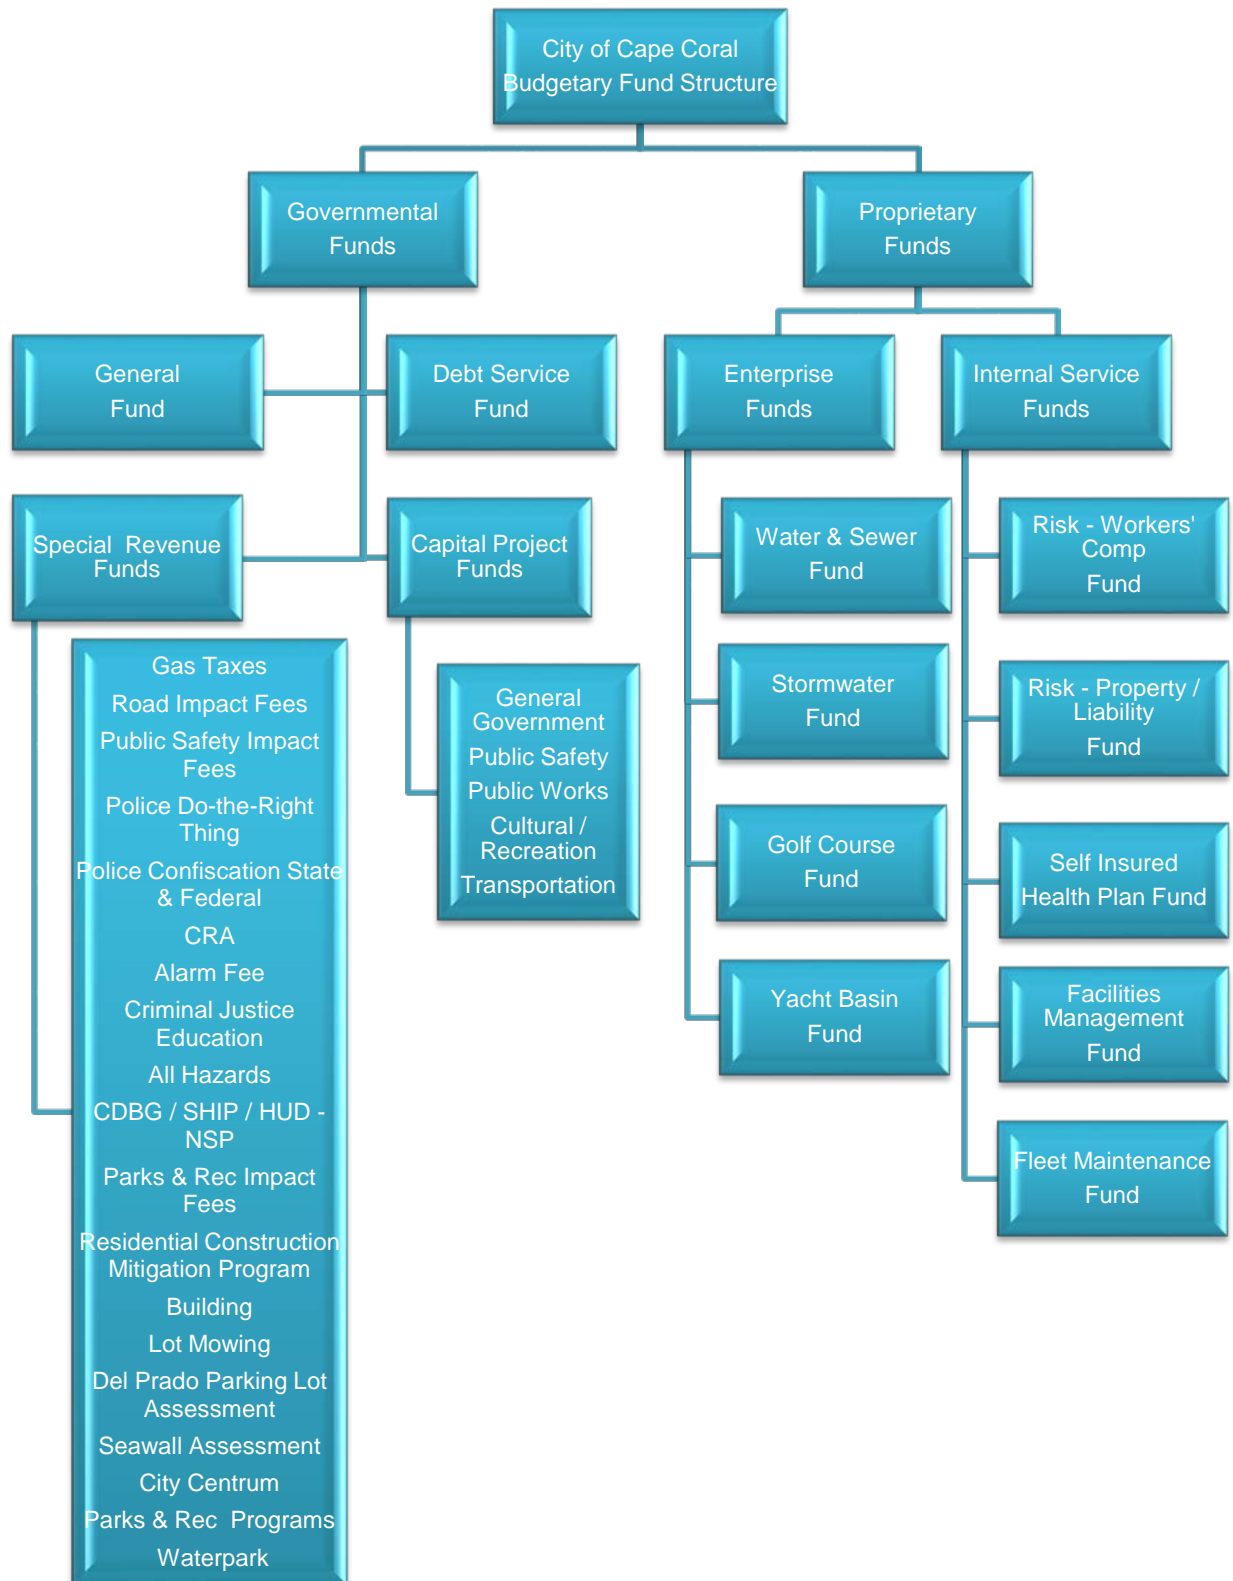 City of Cape Coral
Budgetary Fund Structure
Governmental
Funds
Proprietary
Funds
General
Fund
Debt Service
Fund
Enterprise
Funds
Internal Service
Funds
Special Revenue
Funds
Capital Project
Funds
Water & Sewer
Fund
Risk - Workers'
Comp
Fund
Gas Taxes
Road Impact Fees
Public Safety Impact
Fees
Police Do-the-Right
Thing
Police Confiscation State
& Federal
CRA
Alarm Fee
Criminal Justice
Education
All Hazards
CDBG / SHIP / HUD -
NSP
Parks & Rec Impact
Fees
Residential Construction
Mitigation Program
Building
Lot Mowing
Del Prado Parking Lot
Assessment
Seawall Assessment
City Centrum
Parks & Rec Programs
Waterpark
General
Government
Public Safety
Public Works
Cultural /
Recreation
Transportation
Stormwater
Fund
Risk - Property /
Liability
Fund
Golf Course
Fund
Self Insured
Health Plan Fund
Yacht Basin
Fund
Facilities
Management
Fund
Fleet Maintenance
Fund